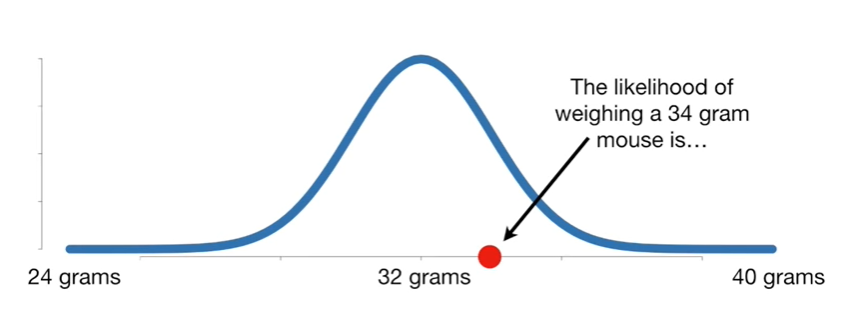 The likelihood of
weighing a 34 gram
mouse is…
24 grams
32 grams
40 grams